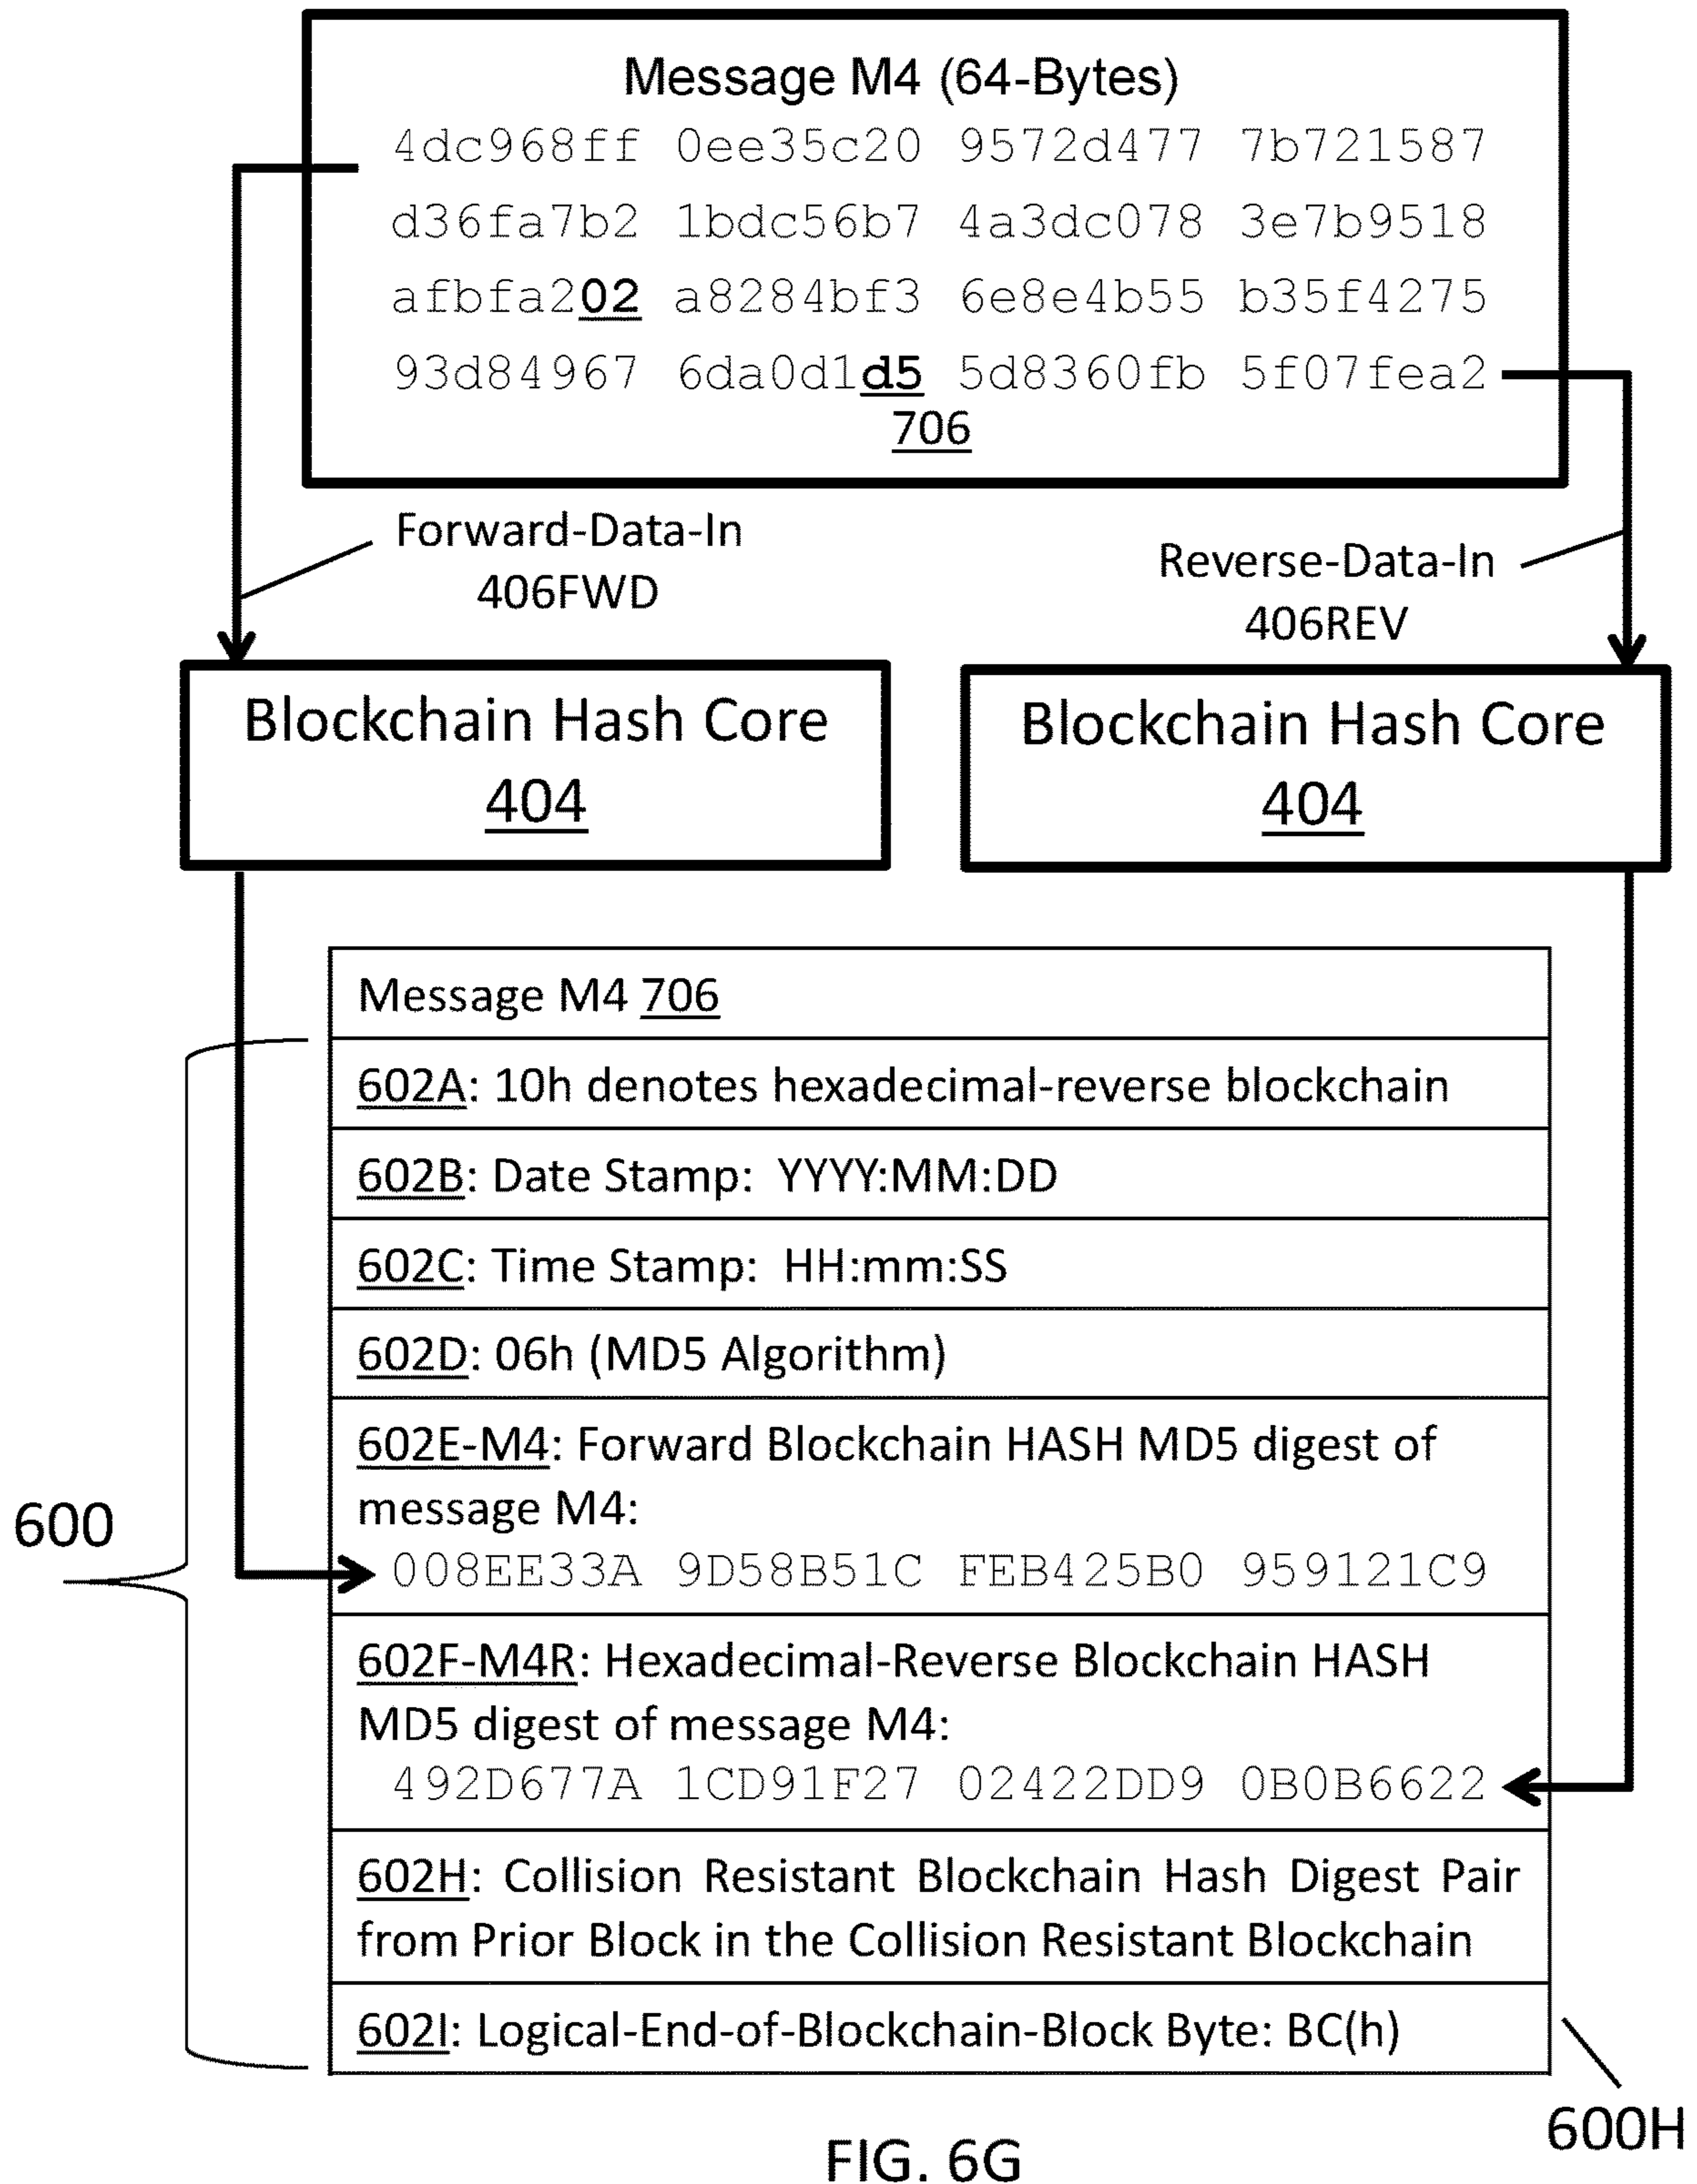 Message M4 (64-Bytes)
4dc968ff 0ee35c20 9572d477 7b721587
d36fa7b2 1bdc56b7 4a3dc078 3e7b9518
afbfa202 a8284bf3 6e8e4b55 b35f4275
93d84967 6da0d1d5 5d8360fb 5f07fea2
706
Forward-Data-In
406FWD
Reverse-Data-In
406REV
Blockchain Hash Core
404
Blockchain Hash Core
404
Message M4 706
602A: 10h denotes hexadecimal-reverse blockchain
602B: Date Stamp: YYYY:MM:DD
602C: Time Stamp: HH:mm:SS
602D: 06h (MD5 Algorithm)
602E-M4: Forward Blockchain HASH MD5 digest of
message M4:
008EE33A 9D58B51C FEB425B0 959121C9
600
602F-M4R: Hexadecimal-Reverse Blockchain HASH
MD5 digest of message M4:
492D677A 1CD91F27 02422DD9 0B0B6622
602H: Collision Resistant Blockchain Hash Digest Pair
from Prior Block in the Collision Resistant Blockchain
602I: Logical-End-of-Blockchain-Block Byte: BC(h)
600H
FIG. 6G